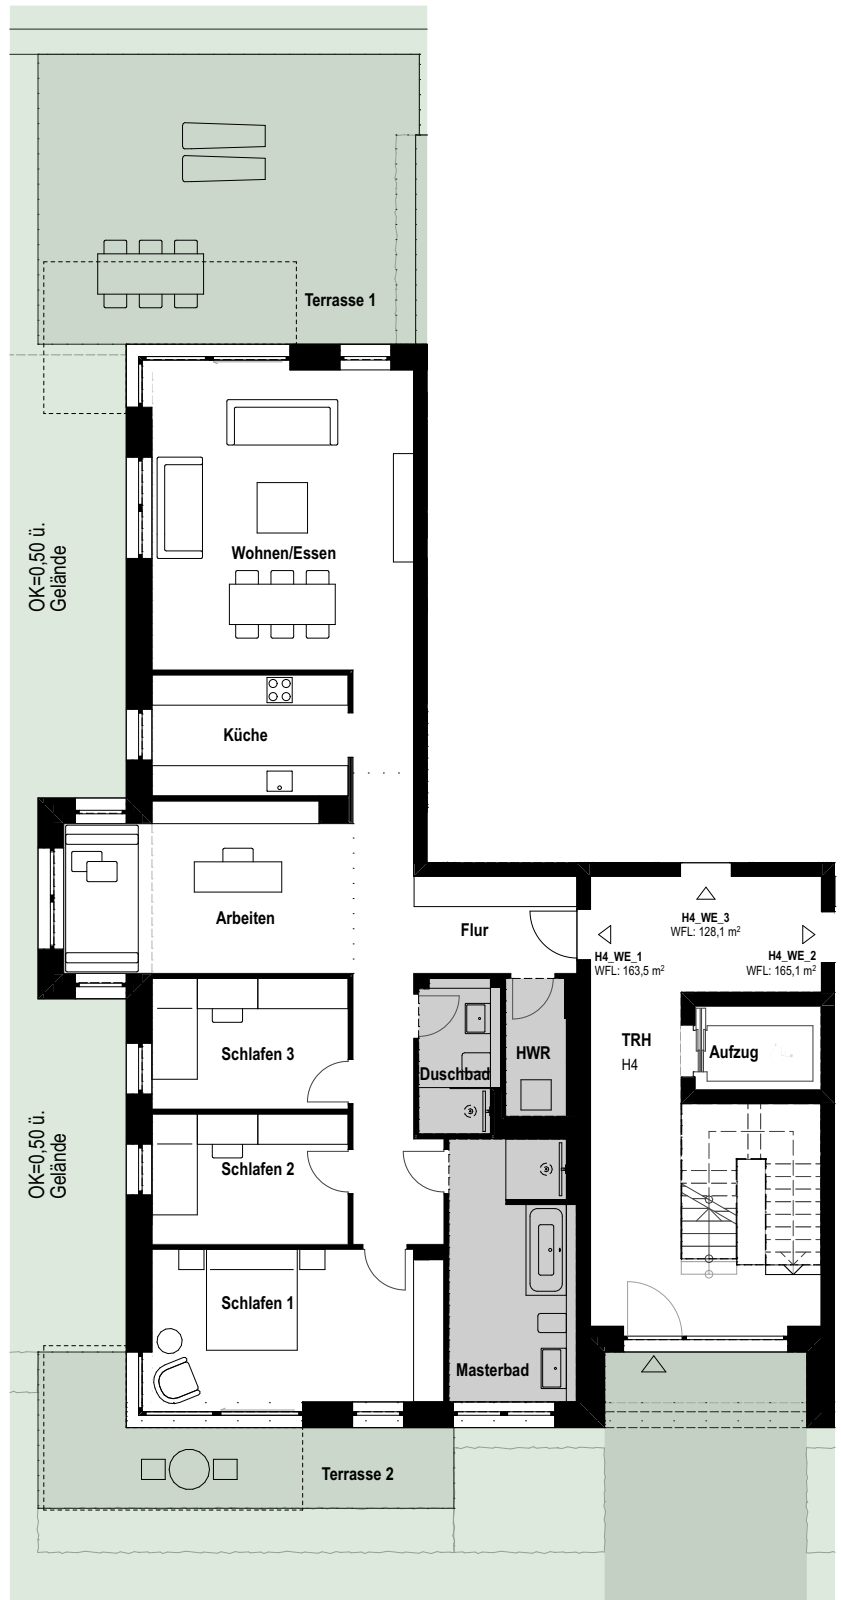 Terrasse 1
OK=0,50 ü.
Gelände
Wohnen/Essen
Küche
Arbeiten
Flur
H4_WE_3
WFL: 128,1 m²
H4_WE_1
WFL: 163,5 m²
H4_WE_2
WFL: 165,1 m²
TRH
H4
Aufzug
HWR
Duschbad
Schlafen 3
OK=0,50 ü.
Gelände
Schlafen 2
Schlafen 1
Masterbad
Terrasse 2